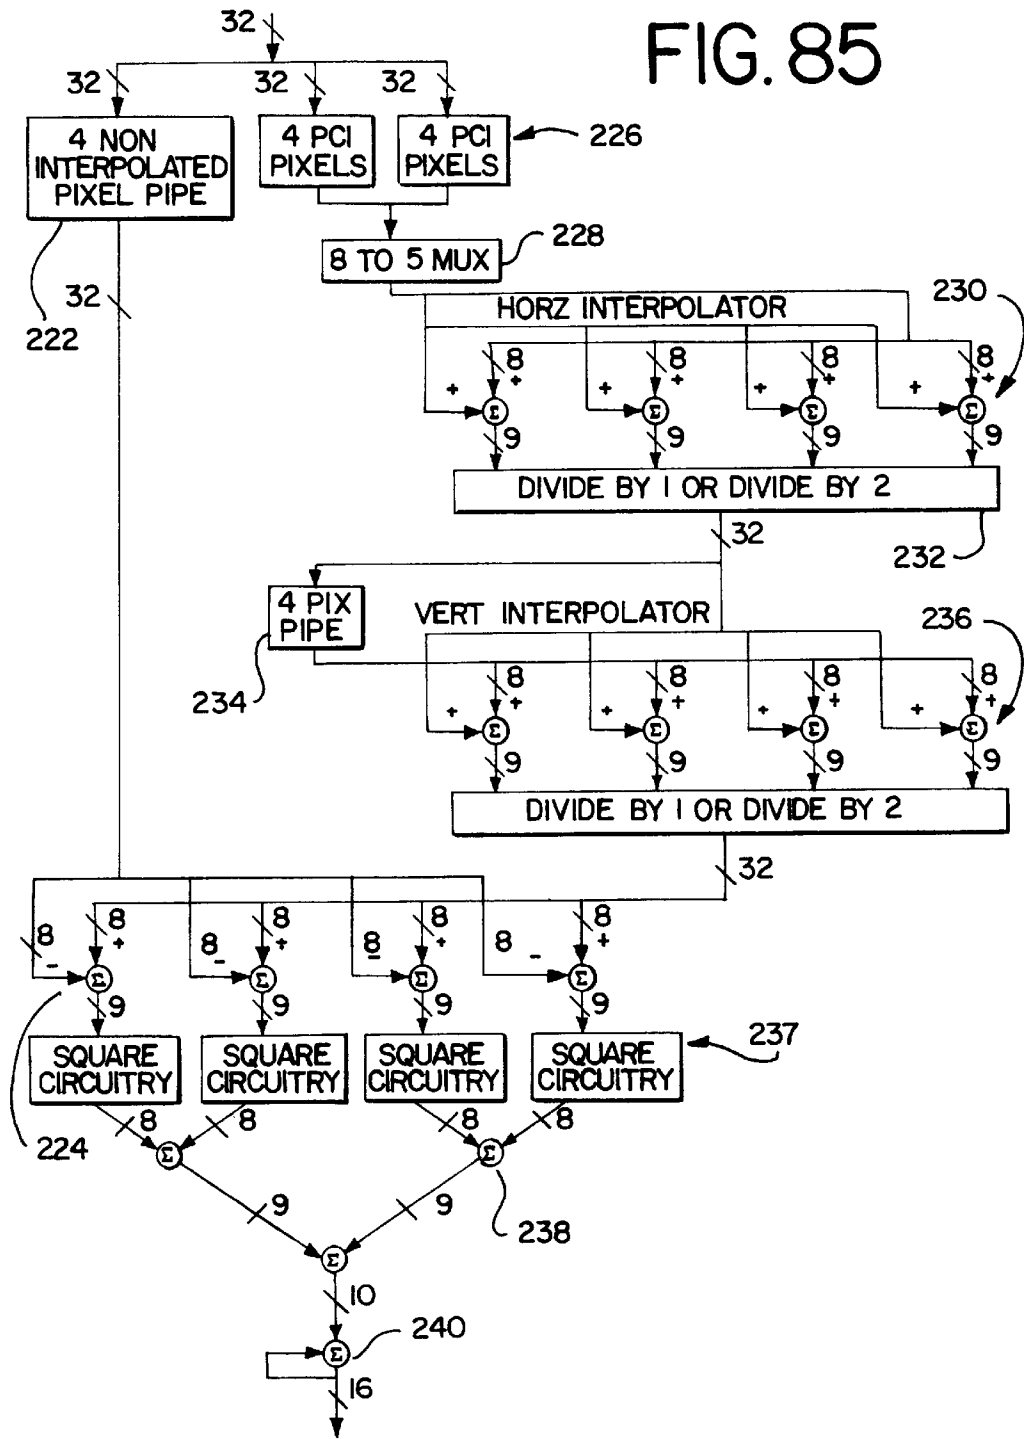 FIG. 85
32
32
32
32
4 NON
INTERPOLATED
PIXEL PIPE
4 PCI
PIXELS
4 PCI
PIXELS
226
8 TO 5 MUX
228
222
32
HORZ INTERPOLATOR
230
8
8
8
8
+
+
+
+
+
+
+
+
Σ
Σ
Σ
Σ
9
9
9
9
DIVIDE BY 1 OR DIVIDE BY 2
32
232
4 PIX
PIPE
VERT INTERPOLATOR
236
234
8
8
8
8
+
+
+
+
+
+
+
+
Σ
Σ
Σ
Σ
9
9
9
9
DIVIDE BY 1 OR DIVIDE BY 2
32
8
8
8
8
8
8
8
8
-
+
-
+
-
+
-
+
Σ
Σ
Σ
Σ
9
9
9
9
224
SQUARE
CIRCUITRY
SQUARE
CIRCUITRY
SQUARE
CIRCUITRY
SQUARE
CIRCUITRY
237
8
8
8
8
Σ
Σ
238
9
9
Σ
10
240
Σ
16